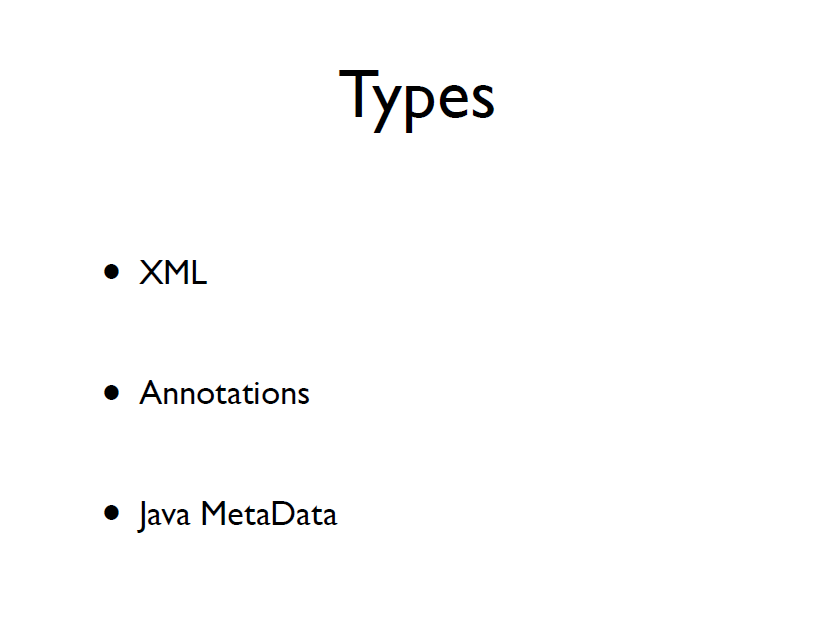 Types
• XML
• Annotations
• Java MetaData